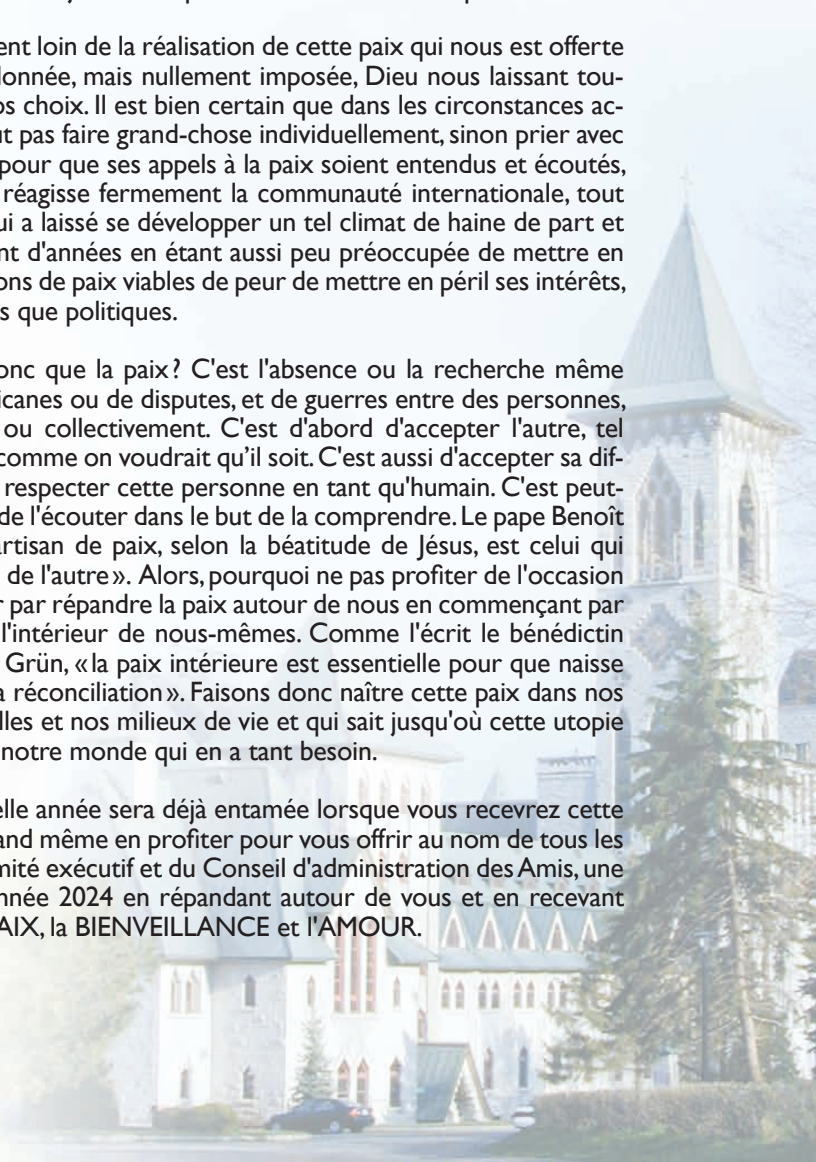 ent loin de la réalisation de cette paix qui nous est offerte
lonnée, mais nullement imposée, Dieu nous laissant tou-
os choix. Il est bien certain que dans les circonstances ac-
ut pas faire grand-chose individuellement, sinon prier avec
pour que ses appels à la paix soient entendus et écoutés,
réagisse fermement la communauté internationale, tout
ui a laissé se développer un tel climat de haine de part et
nt d'années en étant aussi peu préoccupée de mettre en
ons de paix viables de peur de mettre en péril ses intérêts,
s que politiques.
onc que la paix? C'est l'absence ou la recherche même
icanes ou de disputes, et de guerres entre des personnes,
ou collectivement. C'est d'abord d'accepter l'autre, tel
comme on voudrait qu'il soit. C'est aussi d'accepter sa dif-
respecter cette personne en tant qu'humain. C'est peut-
de l'écouter dans le but de la comprendre. Le pape Benoît
artisan de paix, selon la béatitude de Jésus, est celui qui
de l'autre». Alors, pourquoi ne pas profiter de l'occasion
r par répandre la paix autour de nous en commençant par
l'intérieur de nous-mêmes. Comme l'écrit le bénédictin
Grün, «la paix intérieure est essentielle pour que naisse
a réconciliation». Faisons donc naître cette paix dans nos
elles et nos milieux de vie et qui sait jusqu'où cette utopie
notre monde qui en a tant besoin.
elle année sera déjà entamée lorsque vous recevrez cette
and même en profiter pour vous offrir au nom de tous les
mité exécutif et du Conseil d'administration des Amis, une
nnée 2024 en répandant autour de vous et en recevant
AIX, la BIENVEILLANCE et l'AMOUR.